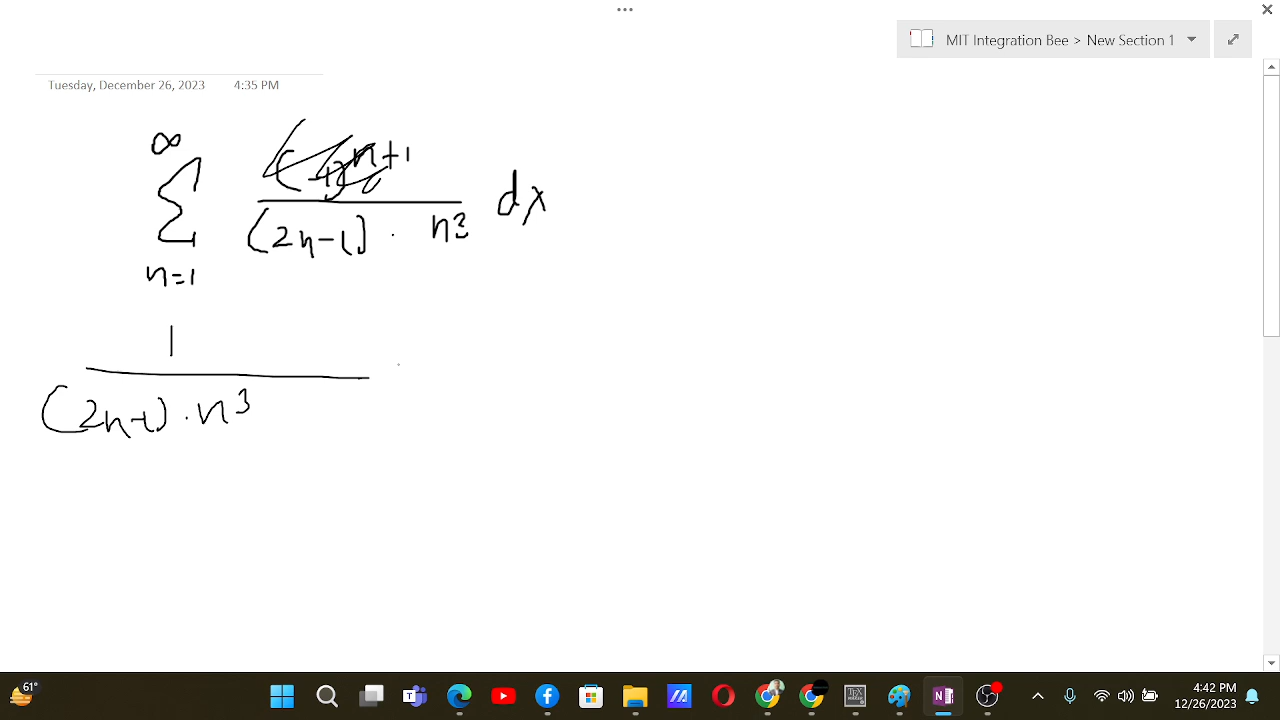 MIT Integration Bee > New Section 1
Tuesday, December 26, 2023 4:35 PM
∞
n+1
Σ dx
(2n-1) · n³
n=1
1
(2n-1) · n³
61°
4:42 PM
12/26/2023